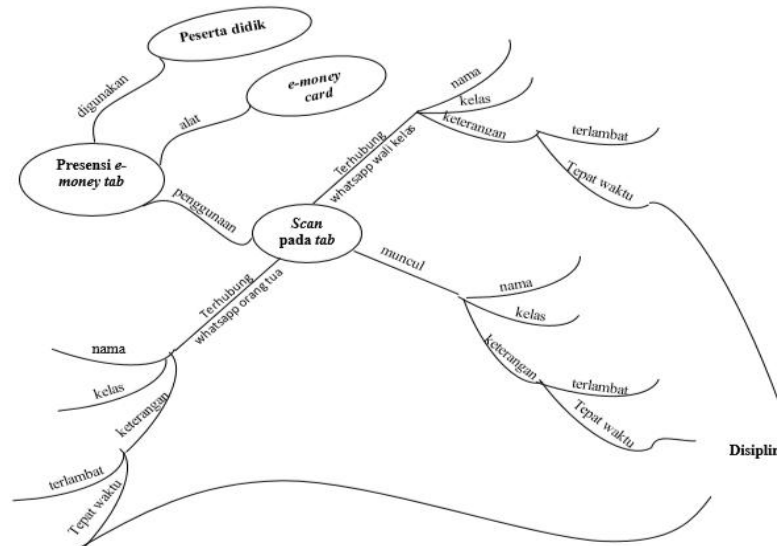 Peserta didik
digunakan
e-money
card
alat
Presensi e-
money tab
penggunaan
Scan
pada tab
Terhubung
whatsapp wali kelas
nama
kelas
keterangan
terlambat
Tepat waktu
muncul
nama
kelas
keterangan
terlambat
Tepat waktu
Terhubung
whatsapp orang tua
nama
kelas
keterangan
terlambat
Tepat waktu
Disiplin